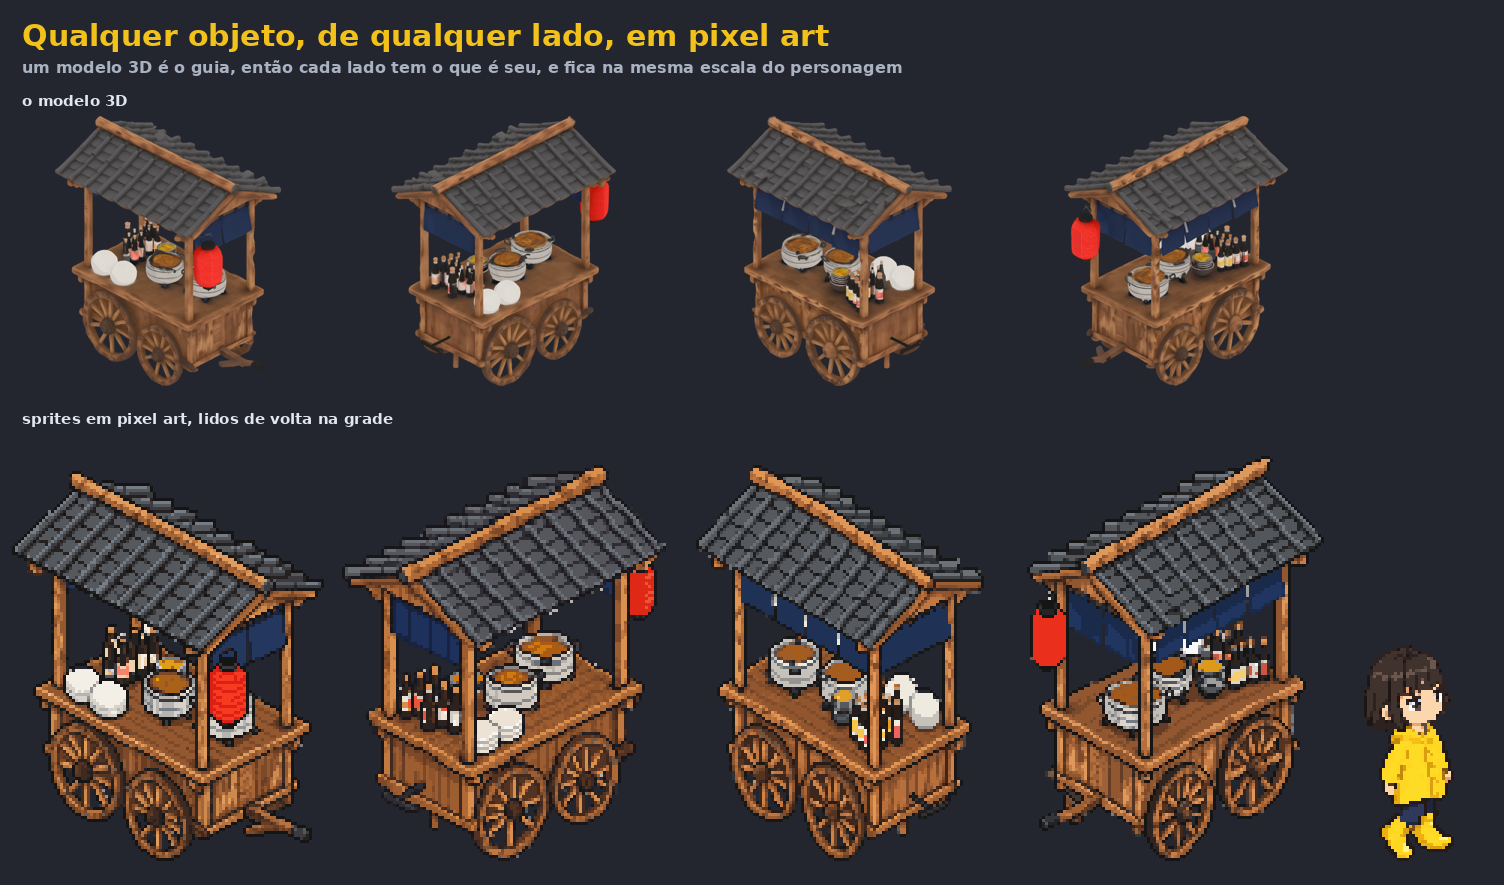 Qualquer objeto, de qualquer lado, em pixel art
um modelo 3D é o guia, então cada lado tem o que é seu, e fica na mesma escala do personagem
o modelo 3D
sprites em pixel art, lidos de volta na grade